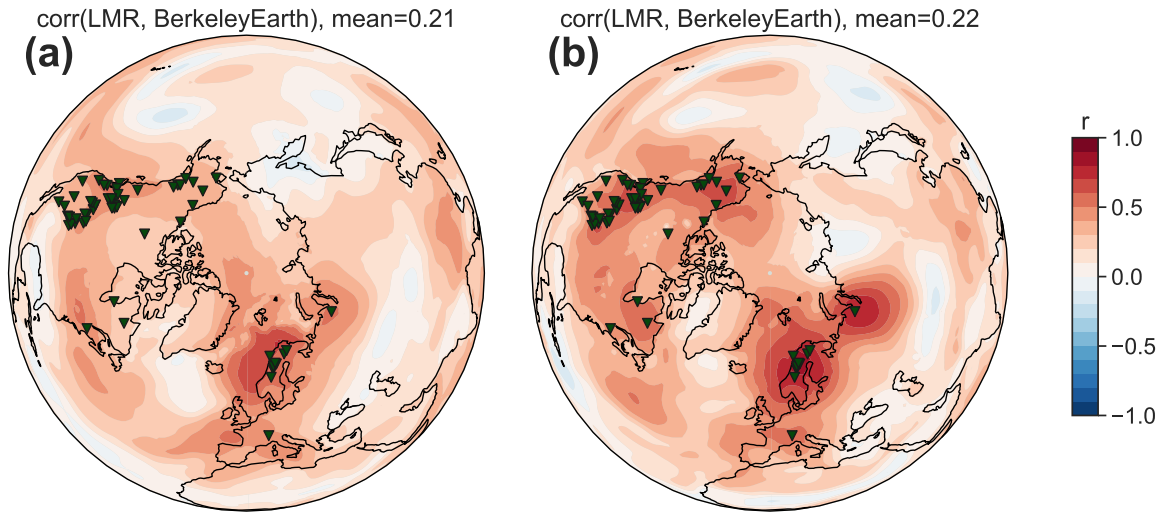 corr(LMR, BerkeleyEarth), mean=0.21
(a)
corr(LMR, BerkeleyEarth), mean=0.22
(b)
r
1.0
0.5
0.0
−0.5
−1.0